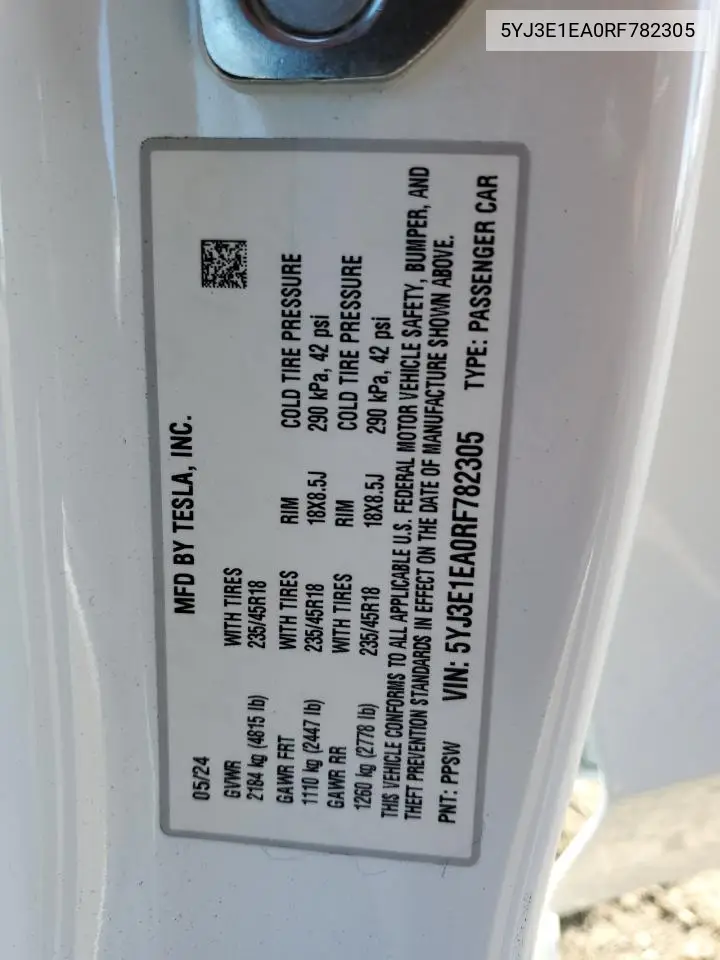 5YJ3E1EA0RF782305
MFD BY TESLA, INC.
05/24
GVWR WITH TIRES
2184 kg (4815 lb) 235/45R18
GAWR FRT WITH TIRES RIM COLD TIRE PRESSURE
1110 kg (2447 lb) 235/45R18 18X8.5J 290 kPa, 42 psi
GAWR RR WITH TIRES RIM COLD TIRE PRESSURE
1260 kg (2778 lb) 235/45R18 18X8.5J 290 kPa, 42 psi
THIS VEHICLE CONFORMS TO ALL APPLICABLE U.S. FEDERAL MOTOR VEHICLE SAFETY, BUMPER, AND
THEFT PREVENTION STANDARDS IN EFFECT ON THE DATE OF MANUFACTURE SHOWN ABOVE.
PNT: PPSW VIN: 5YJ3E1EA0RF782305 TYPE: PASSENGER CAR